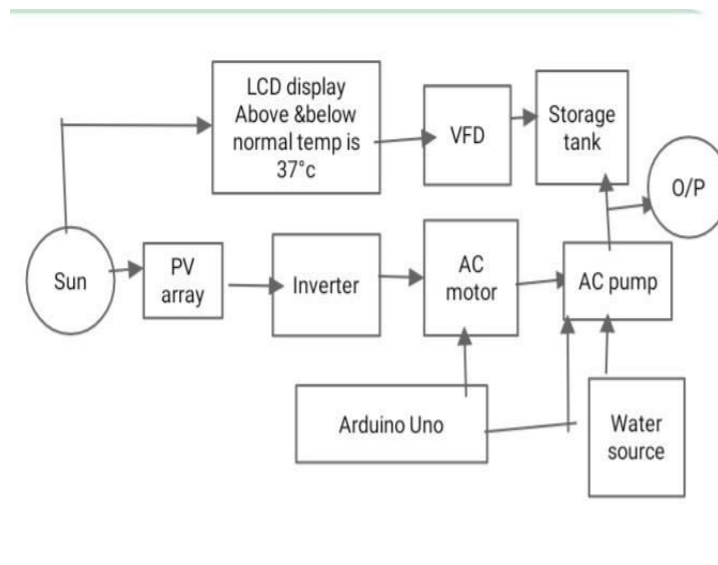 LCD display
Above &below
normal temp is
37°c
VFD
Storage
tank
O/P
Sun
PV
array
Inverter
AC
motor
AC pump
Arduino Uno
Water
source